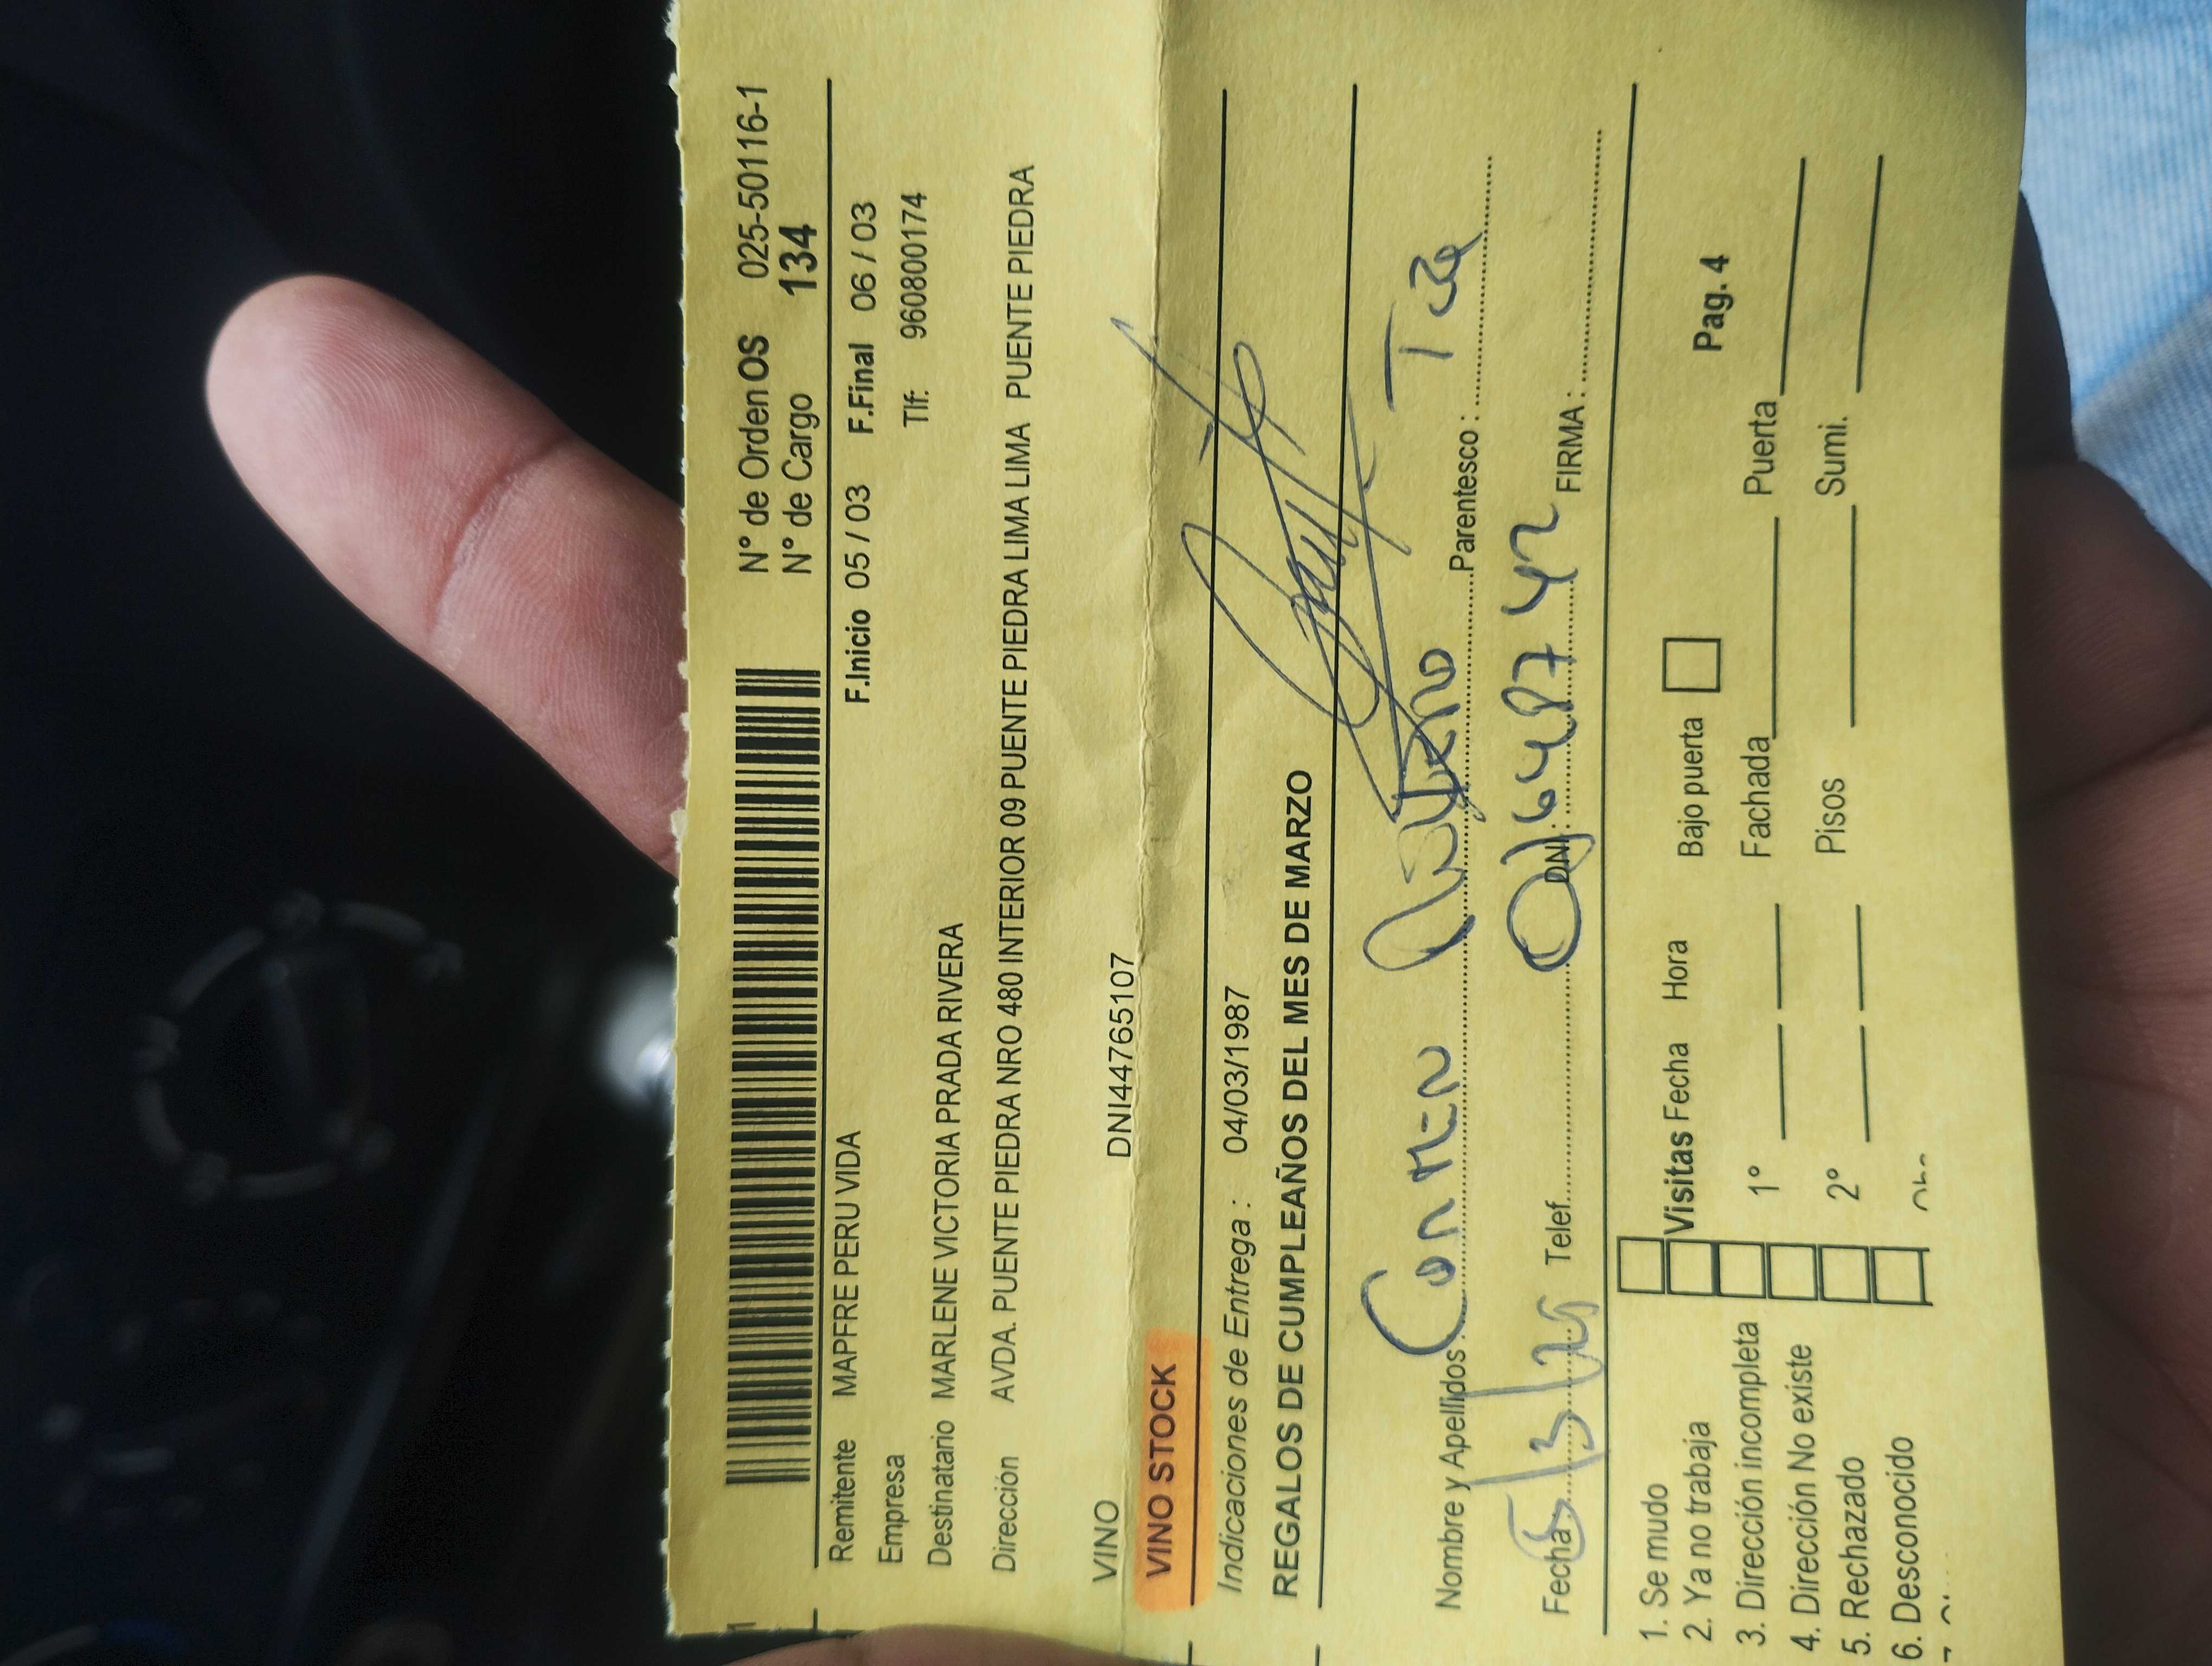 N° de Orden OS 025-50116-1
N° de Cargo 134
Remitente MAPFRE PERU VIDA F.Inicio 05 / 03 F.Final 06 / 03
Empresa Tlf: 960800174
Destinatario MARLENE VICTORIA PRADA RIVERA
Dirección AVDA. PUENTE PIEDRA NRO 480 INTERIOR 09 PUENTE PIEDRA LIMA LIMA PUENTE PIEDRA
VINO DNI44765107
VINO STOCK
Indicaciones de Entrega : 04/03/1987
REGALOS DE CUMPLEAÑOS DEL MES DE MARZO
Nombre y Apellidos: Carmen Parentesco :
Fecha 5/3/26 Telef. DNI: FIRMA :
1. Se mudo
2. Ya no trabaja Visitas Fecha Hora Bajo puerta Pag. 4
3. Dirección incompleta 1° Fachada Puerta
4. Dirección No existe
5. Rechazado 2° Pisos Sumi.
6. Desconocido